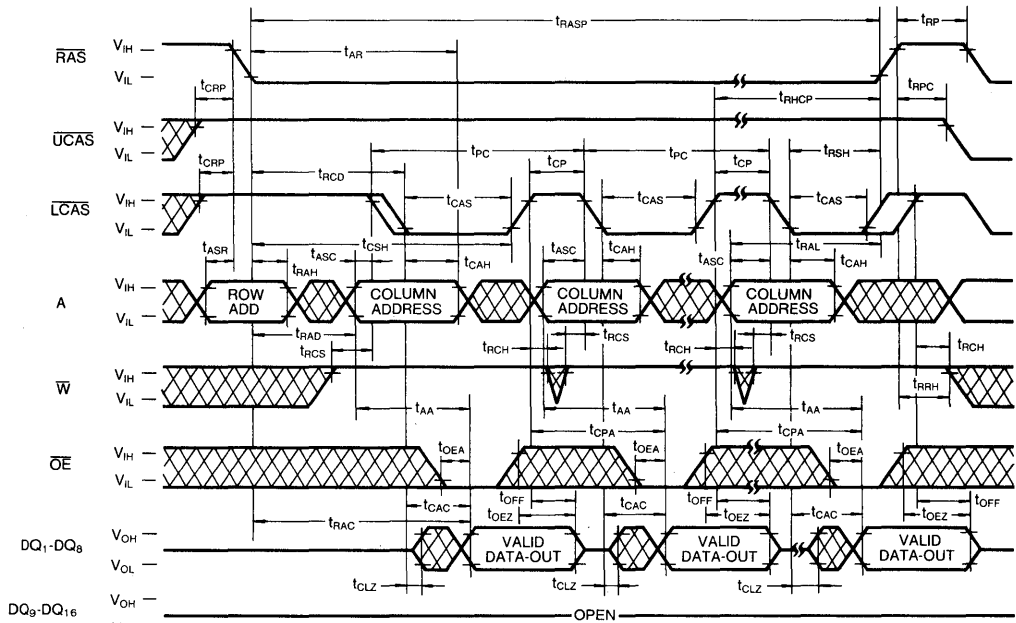 tRASP
tRP
tAR
RAS
VIH
VIL
tCRP
tRHCP
tRPC
UCAS
VIH
VIL
tCRP
tRCD
tPC
tCP
tPC
tCP
tRSH
LCAS
VIH
VIL
tCAS
tCAS
tCAS
tCSH
tRAL
tASR
tRAH
tASC
tCAH
tASC
tCAH
tASC
tCAH
A
VIH
VIL
ROW
ADD
COLUMN
ADDRESS
COLUMN
ADDRESS
COLUMN
ADDRESS
tRAD
tRCS
tRCH
tRCS
tRCH
tRCS
tRCH
W
VIH
VIL
tRRH
tAA
tAA
tAA
tCPA
tCPA
OE
VIH
VIL
tOEA
tOEA
tOEA
tCAC
tOFF
tCAC
tOFF
tCAC
tOFF
tRAC
tOEZ
tOEZ
tOEZ
DQ1-DQ8
VOH
VOL
VALID
DATA-OUT
VALID
DATA-OUT
VALID
DATA-OUT
tCLZ
tCLZ
tCLZ
DQ9-DQ16
VOH
OPEN